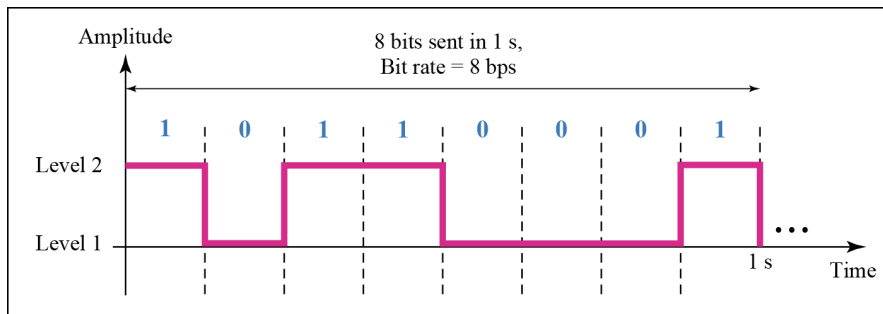 Amplitude
8 bits sent in 1 s,
Bit rate = 8 bps
1 0 1 1 0 0 0 1
Level 2
Level 1
...
1 s
Time